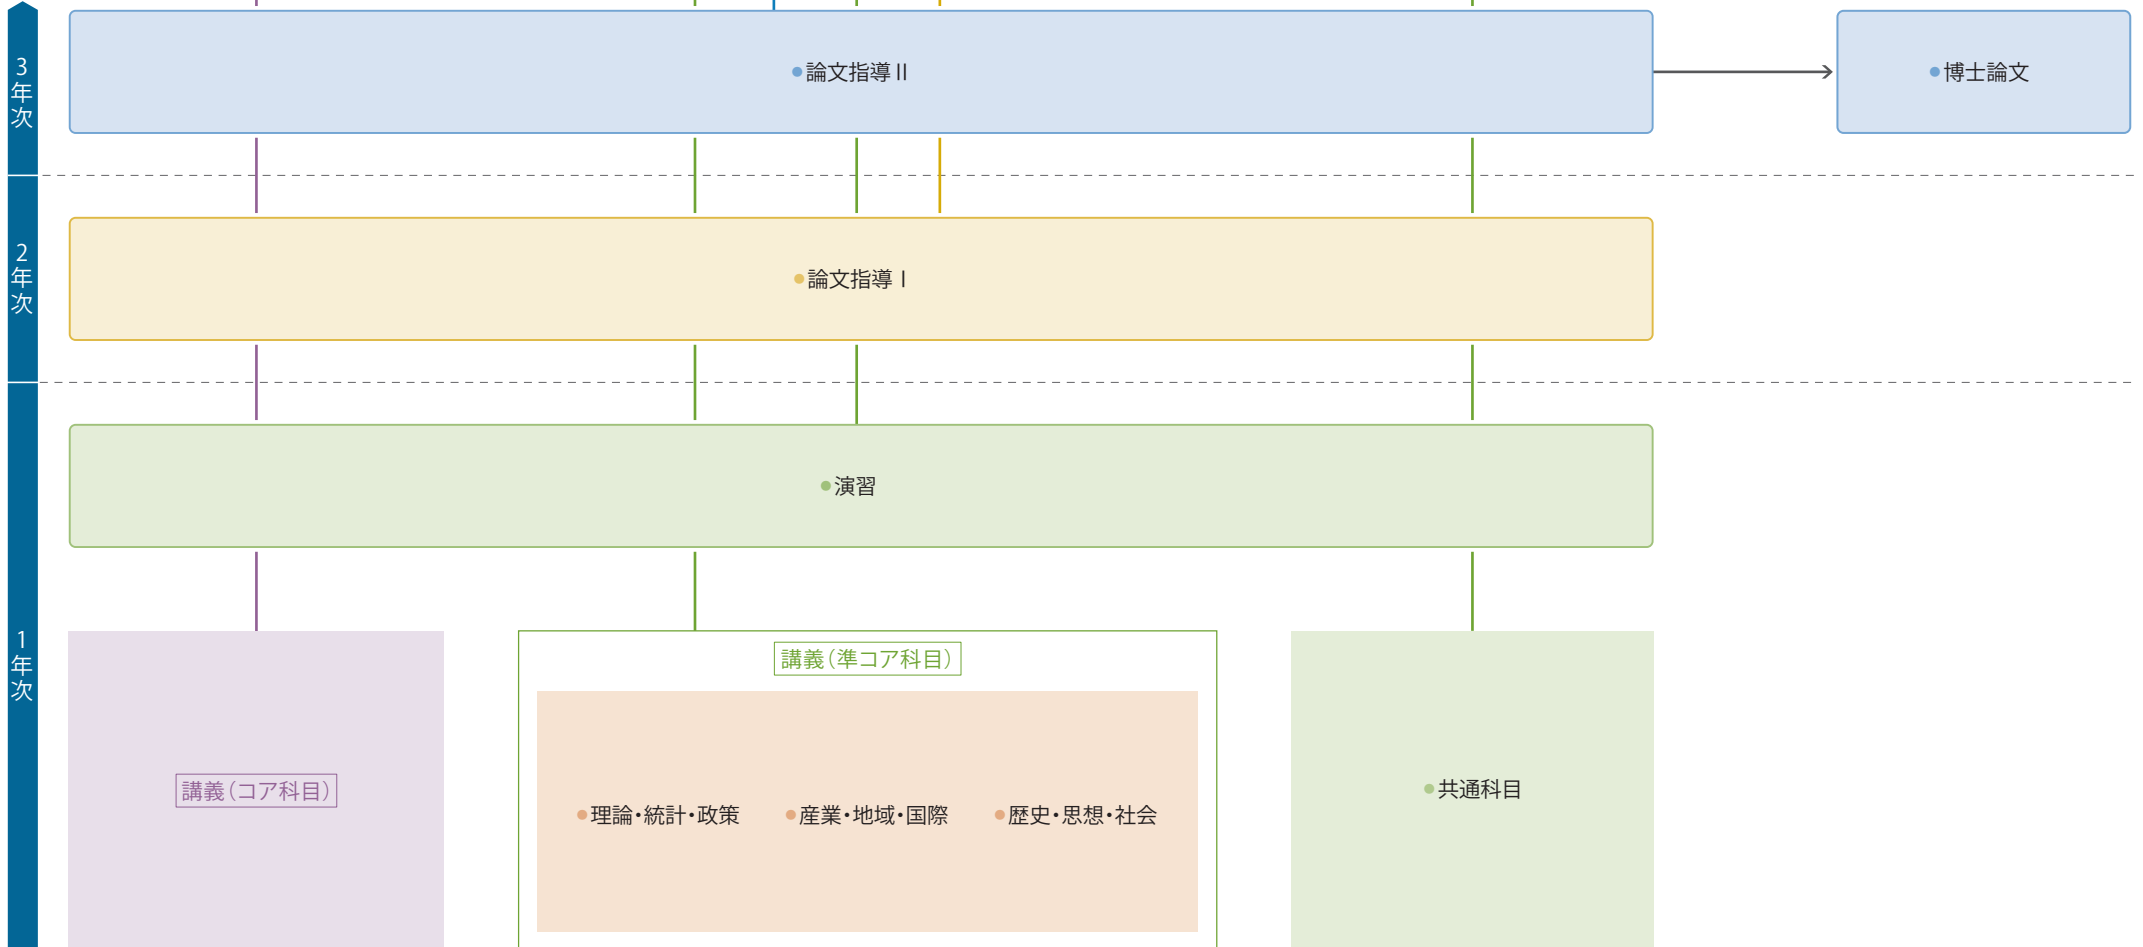 3年次
●論文指導Ⅱ
●博士論文
2年次
●論文指導Ⅰ
●演習
1年次
講義（コア科目）
講義（準コア科目）
●理論・統計・政策
●産業・地域・国際
●歴史・思想・社会
●共通科目